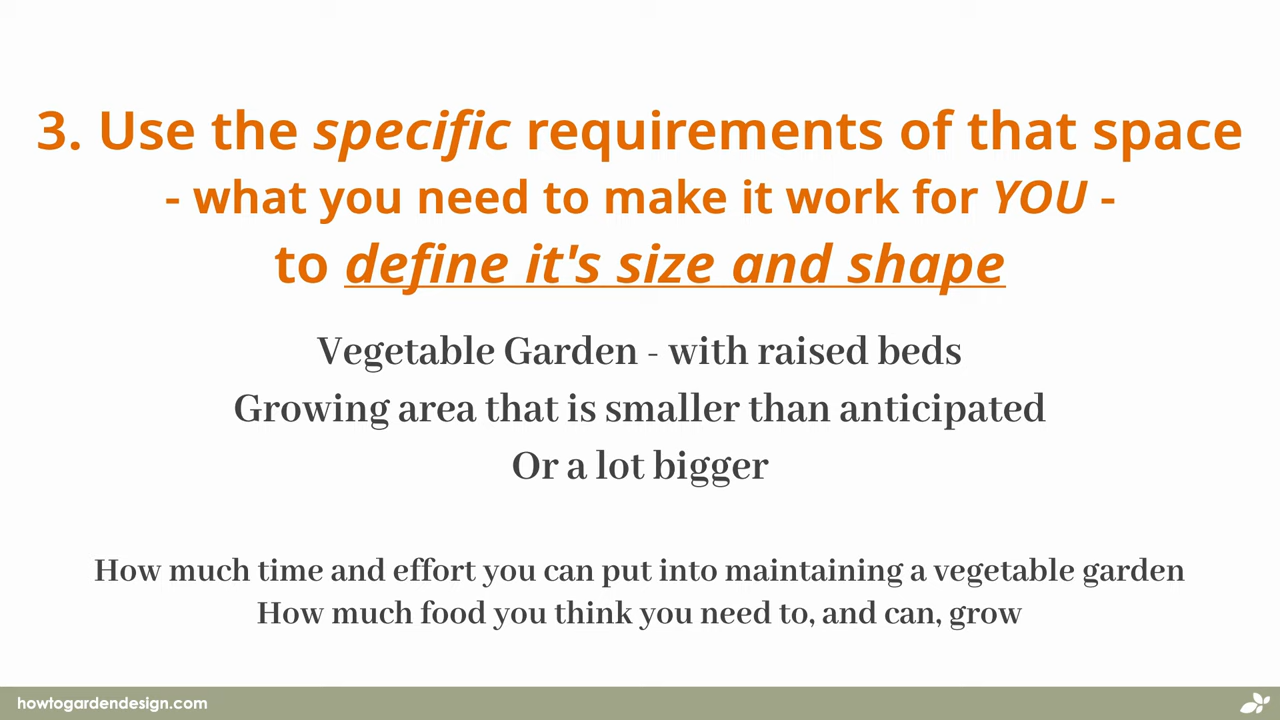 3. Use the specific requirements of that space
- what you need to make it work for YOU -
to define it's size and shape
Vegetable Garden - with raised beds
Growing area that is smaller than anticipated
Or a lot bigger
How much time and effort you can put into maintaining a vegetable garden
How much food you think you need to, and can, grow
howtogardendesign.com